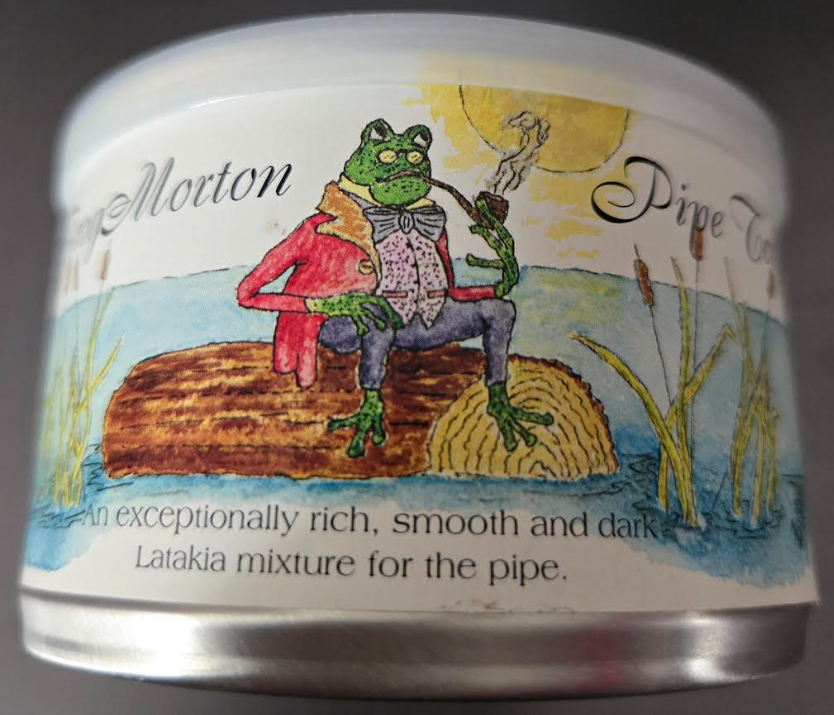 Morton
Pipe
An exceptionally rich, smooth and dark
Latakia mixture for the pipe.